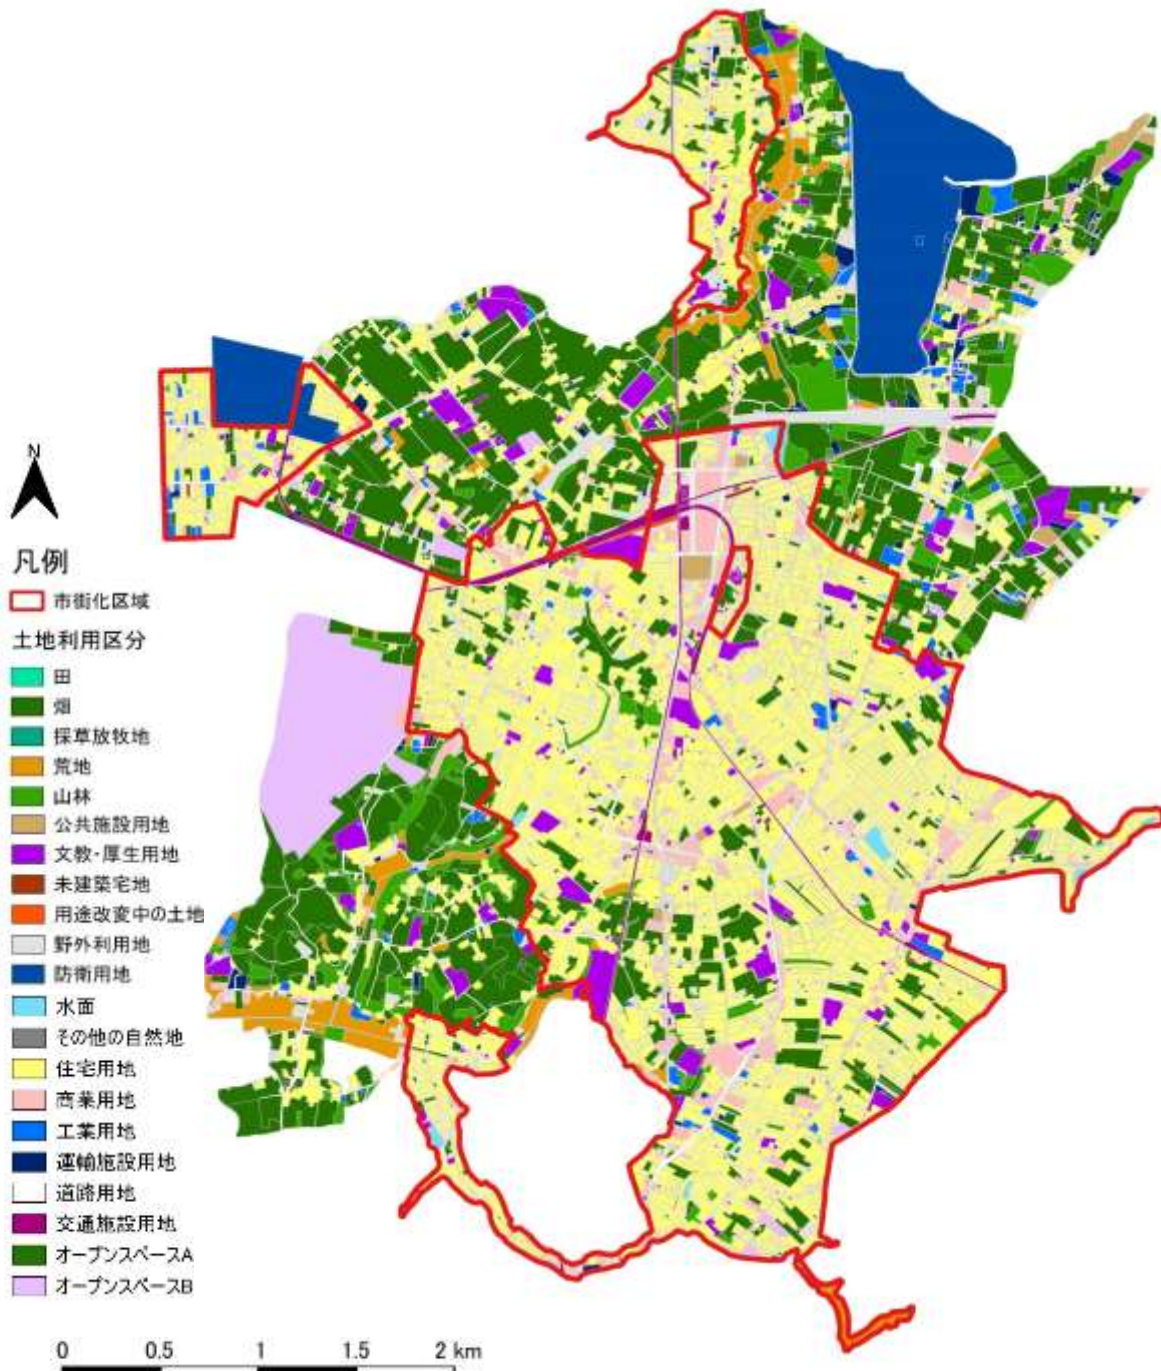 N
凡例
市街化区域
土地利用区分
田
畑
採草放牧地
荒地
山林
公共施設用地
文教・厚生用地
未建築宅地
用途改変中の土地
野外利用地
防衛用地
水面
その他の自然地
住宅用地
商業用地
工業用地
運輸施設用地
道路用地
交通施設用地
オープンスペースA
オープンスペースB
0 0.5 1 1.5 2 km